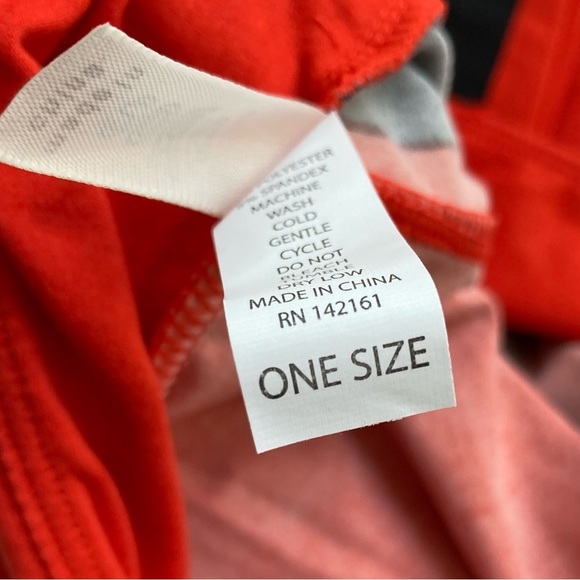 POLYESTER
SPANDEX
MACHINE
WASH
COLD
GENTLE
CYCLE
DO NOT
BLEACH
TUMBLE
DRY LOW
MADE IN CHINA
RN 142161
ONE SIZE